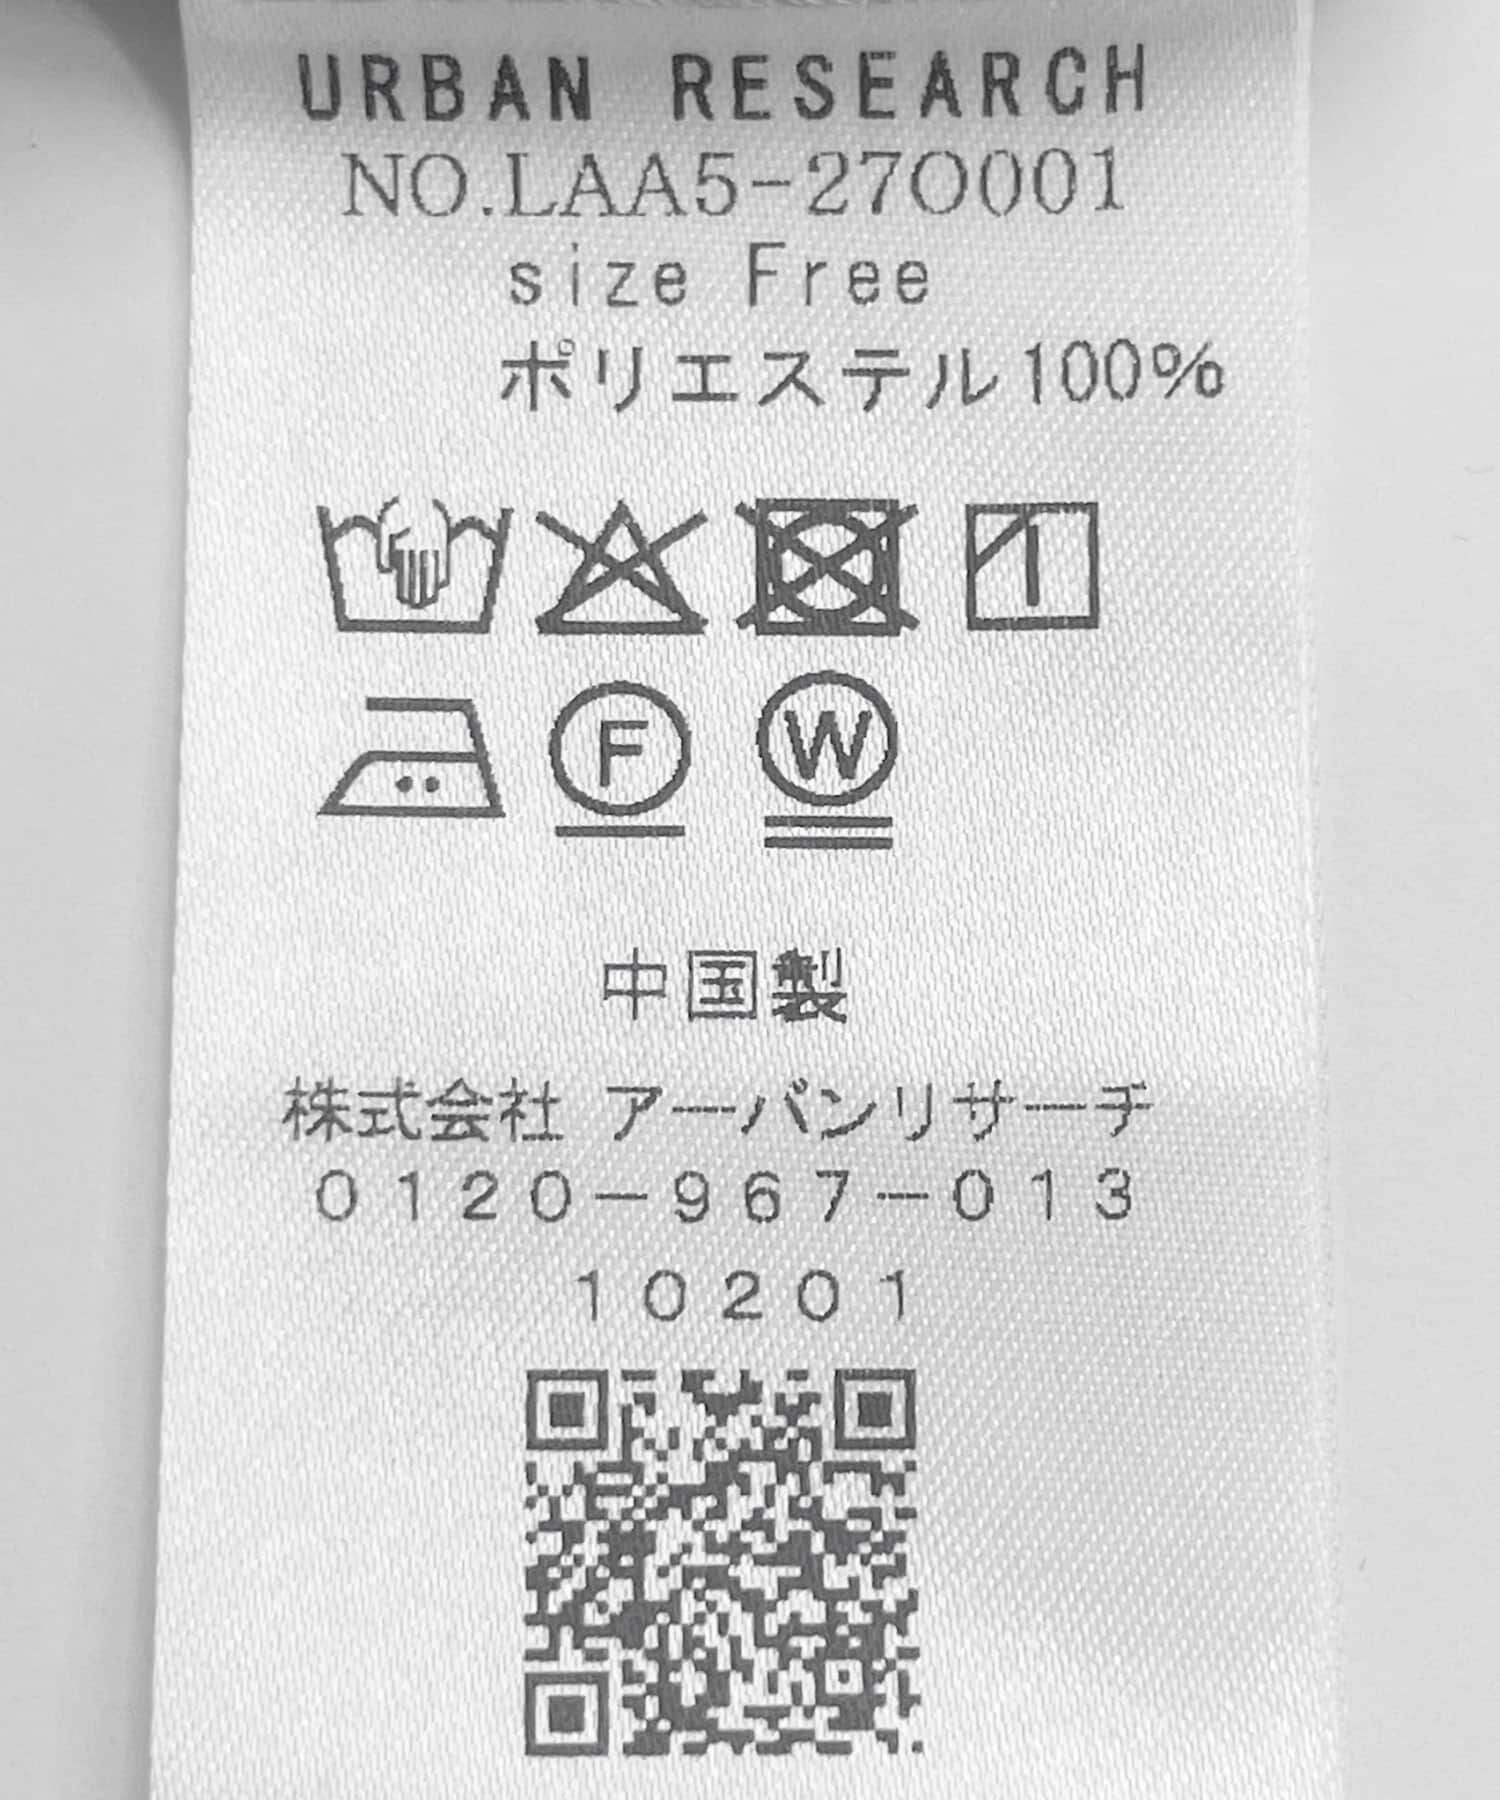 URBAN RESEARCH
NO.LAA5-27O001
size Free
ポリエステル100%
F W
中国製
株式会社 アーバンリサーチ
0120-967-013
10201